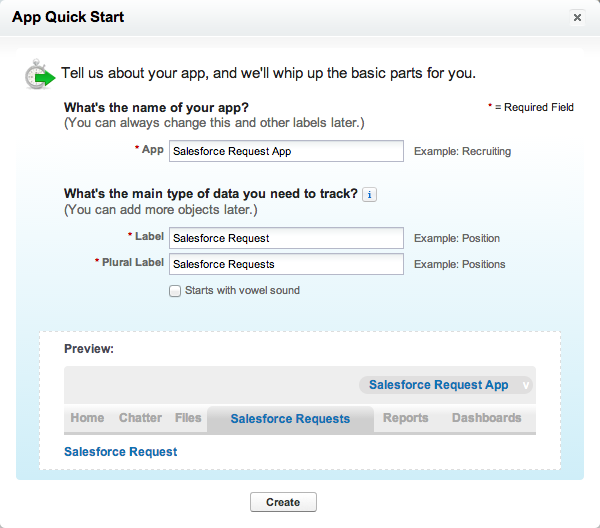 App Quick Start
Tell us about your app, and we'll whip up the basic parts for you.
What's the name of your app?
* = Required Field
(You can always change this and other labels later.)
* App Salesforce Request App Example: Recruiting
What's the main type of data you need to track? i
(You can add more objects later.)
* Label Salesforce Request Example: Position
* Plural Label Salesforce Requests Example: Positions
Starts with vowel sound
Preview:
Salesforce Request App
Home Chatter Files Salesforce Requests Reports Dashboards
Salesforce Request
Create